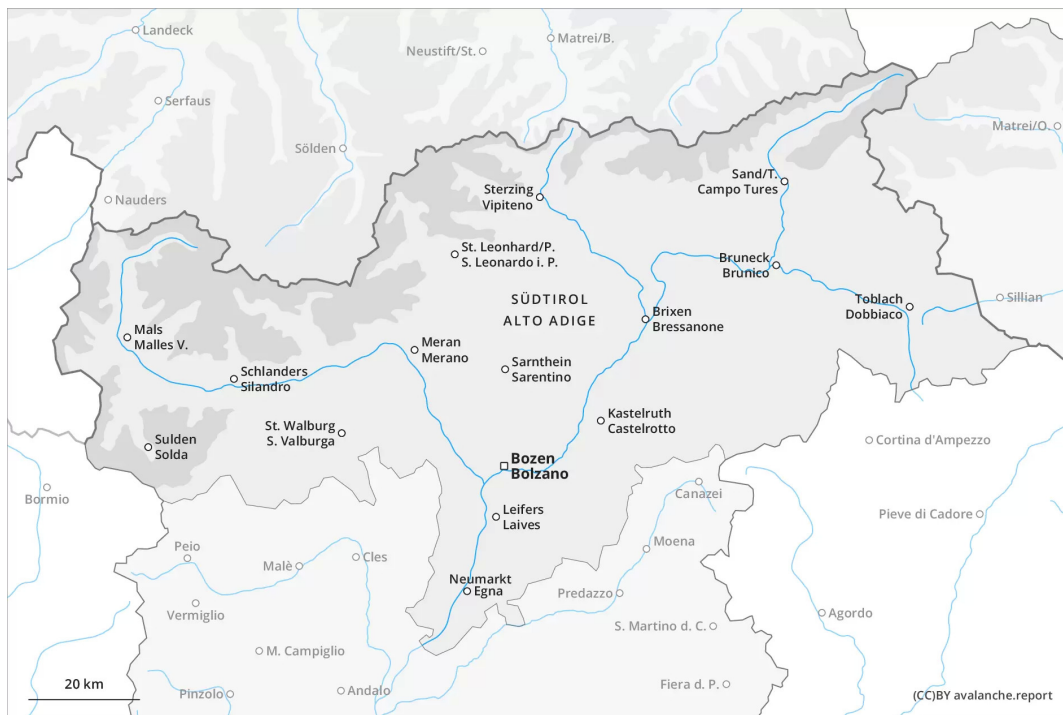 Landeck
Neustift/St.
Matrei/B.
Serfaus
Sölden
Matrei/O.
Nauders
Sterzing
Vipiteno
Sand/T.
Campo Tures
St. Leonhard/P.
S. Leonardo i. P.
Bruneck
Brunico
SÜDTIROL
ALTO ADIGE
Toblach
Dobbiaco
Sillian
Brixen
Bressanone
Mals
Malles V.
Meran
Merano
Sarnthein
Sarentino
Schlanders
Silandro
St. Walburg
S. Valburga
Kastelruth
Castelrotto
Sulden
Solda
Cortina d'Ampezzo
Bozen
Bolzano
Bormio
Canazei
Leifers
Laives
Pieve di Cadore
Peio
Malè
Cles
Moena
Neumarkt
Egna
Predazzo
Vermiglio
Agordo
S. Martino d. C.
M. Campiglio
20 km
Pinzolo
Andalo
Fiera d. P.
(CC)BY avalanche.report